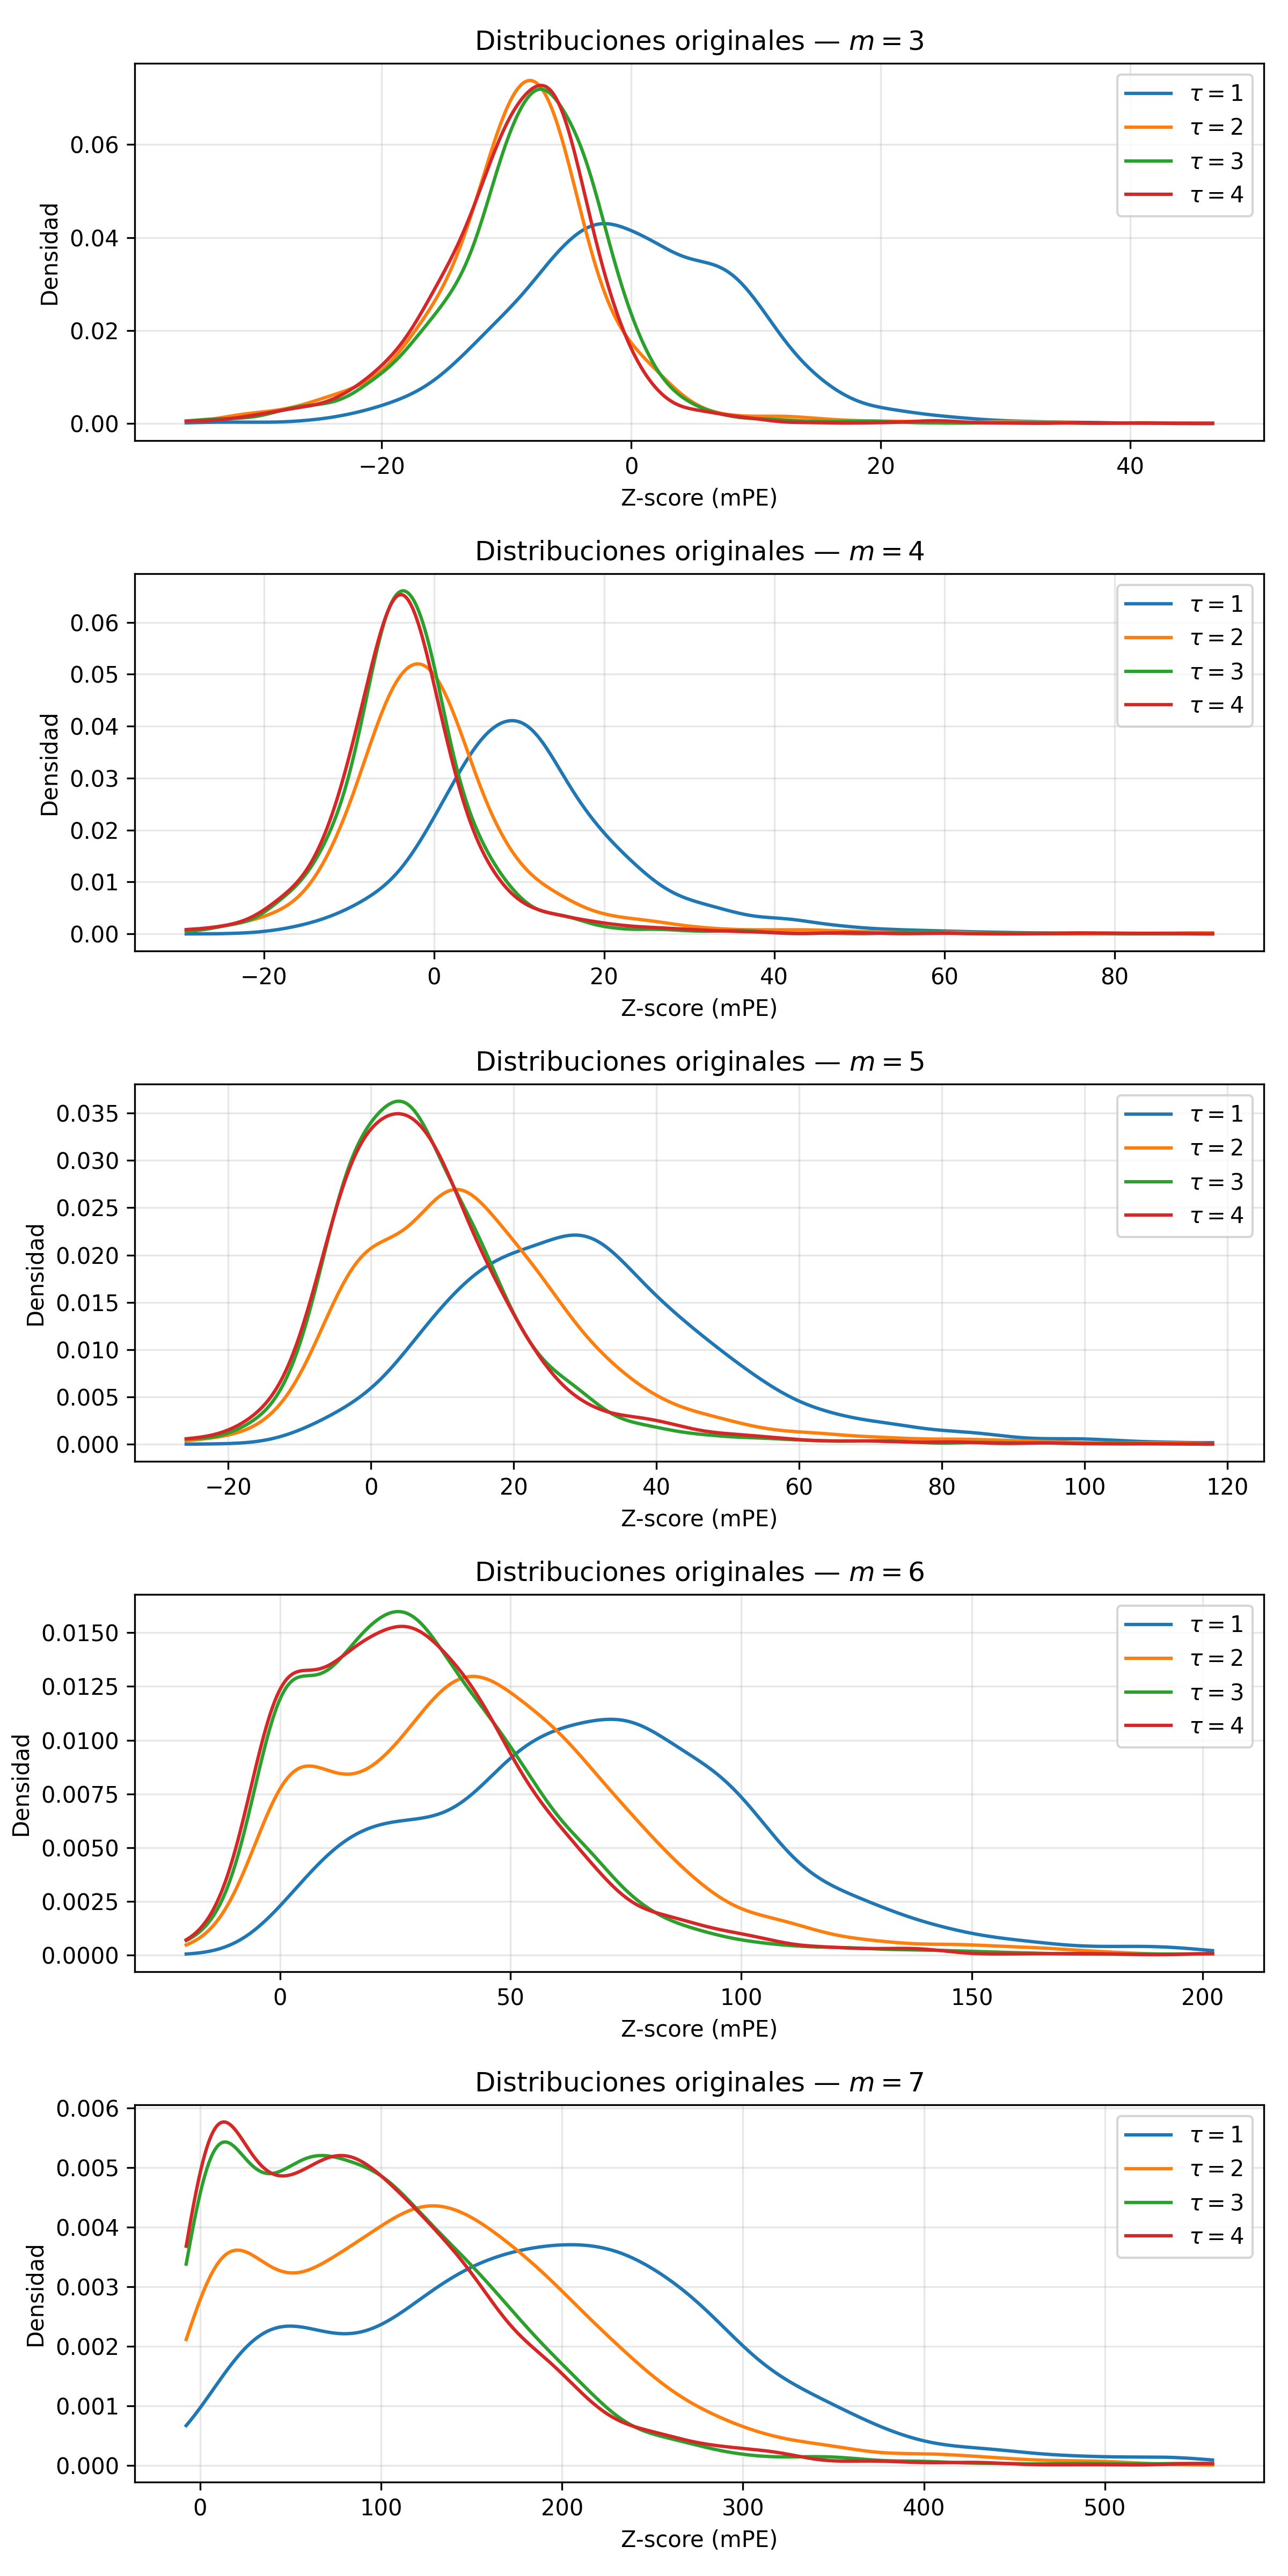 Distribuciones originales — m = 3
Densidad
0.06
0.04
0.02
0.00
−20 0 20 40
Z-score (mPE)
τ = 1
τ = 2
τ = 3
τ = 4
Distribuciones originales — m = 4
Densidad
0.06
0.05
0.04
0.03
0.02
0.01
0.00
−20 0 20 40 60 80
Z-score (mPE)
τ = 1
τ = 2
τ = 3
τ = 4
Distribuciones originales — m = 5
Densidad
0.035
0.030
0.025
0.020
0.015
0.010
0.005
0.000
−20 0 20 40 60 80 100 120
Z-score (mPE)
τ = 1
τ = 2
τ = 3
τ = 4
Distribuciones originales — m = 6
Densidad
0.0150
0.0125
0.0100
0.0075
0.0050
0.0025
0.0000
0 50 100 150 200
Z-score (mPE)
τ = 1
τ = 2
τ = 3
τ = 4
Distribuciones originales — m = 7
Densidad
0.006
0.005
0.004
0.003
0.002
0.001
0.000
0 100 200 300 400 500
Z-score (mPE)
τ = 1
τ = 2
τ = 3
τ = 4